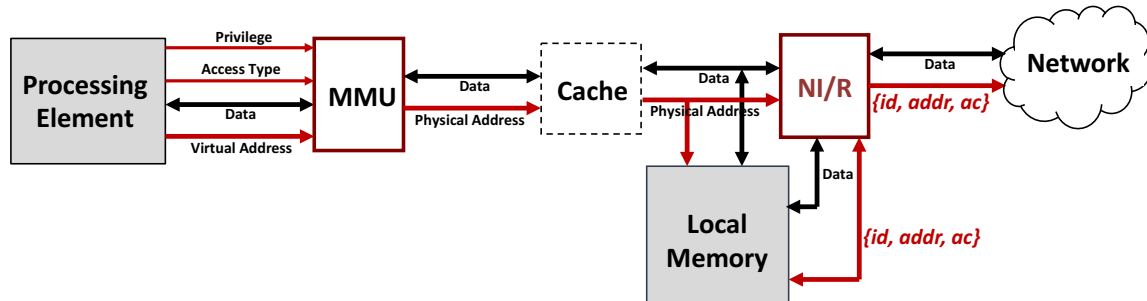 Processing
Element
Privilege
Access Type
Data
Virtual Address
MMU
Data
Physical Address
Cache
Data
Physical Address
NI/R
Data
{id, addr, ac}
Network
Data
Local
Memory
{id, addr, ac}